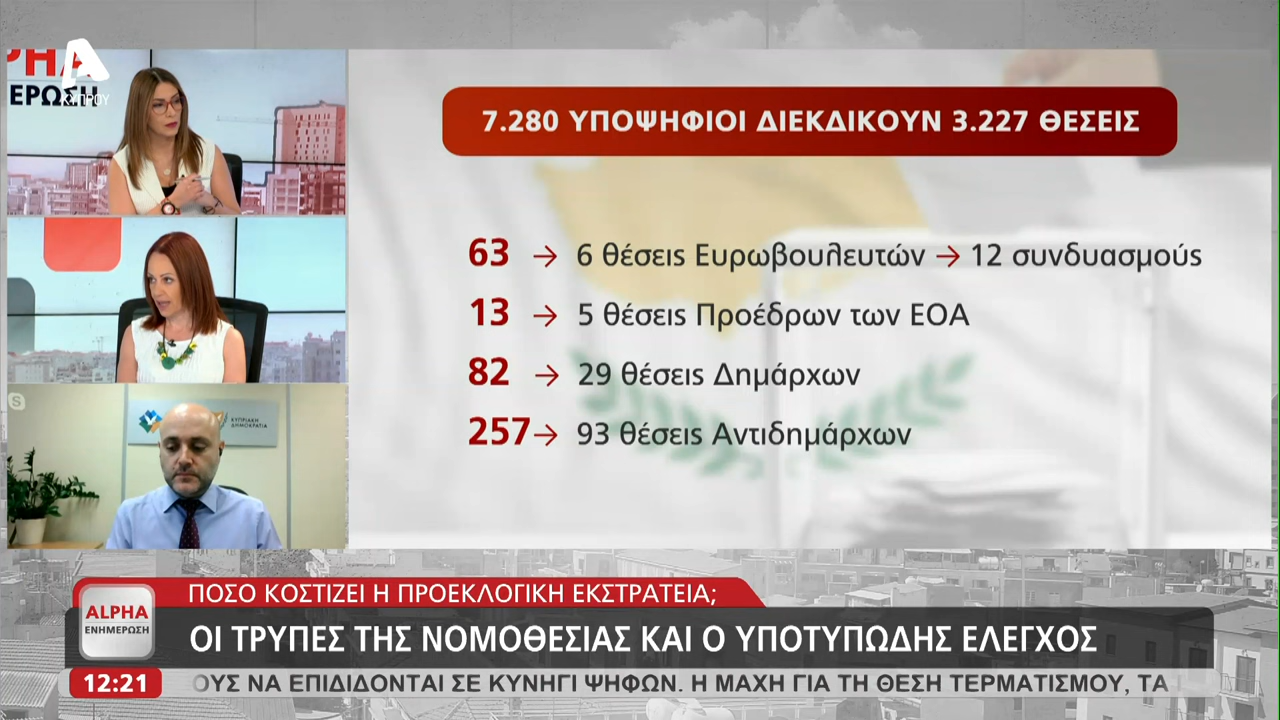 ΡΗΑ
ΕΡΩΣΗ
ΚΥΠΡΟΥ
ΚΥΠΡΙΑΚΗ
ΔΗΜΟΚΡΑΤΙΑ
7.280 ΥΠΟΨΗΦΙΟΙ ΔΙΕΚΔΙΚΟΥΝ 3.227 ΘΕΣΕΙΣ
63 → 6 θέσεις Ευρωβουλευτών → 12 συνδυασμούς
13 → 5 θέσεις Προέδρων των ΕΟΑ
82 → 29 θέσεις Δημάρχων
257 → 93 θέσεις Αντιδημάρχων
ΠΟΣΟ ΚΟΣΤΙΖΕΙ Η ΠΡΟΕΚΛΟΓΙΚΗ ΕΚΣΤΡΑΤΕΙΑ;
ALPHA
ΕΝΗΜΕΡΩΣΗ
ΟΙ ΤΡΥΠΕΣ ΤΗΣ ΝΟΜΟΘΕΣΙΑΣ ΚΑΙ Ο ΥΠΟΤΥΠΩΔΗΣ ΕΛΕΓΧΟΣ
12:21 ΟΥΣ ΝΑ ΕΠΙΔΙΔΟΝΤΑΙ ΣΕ ΚΥΝΗΓΙ ΨΗΦΩΝ. Η ΜΑΧΗ ΓΙΑ ΤΗ ΘΕΣΗ ΤΕΡΜΑΤΙΣΜΟΥ, ΤΑ